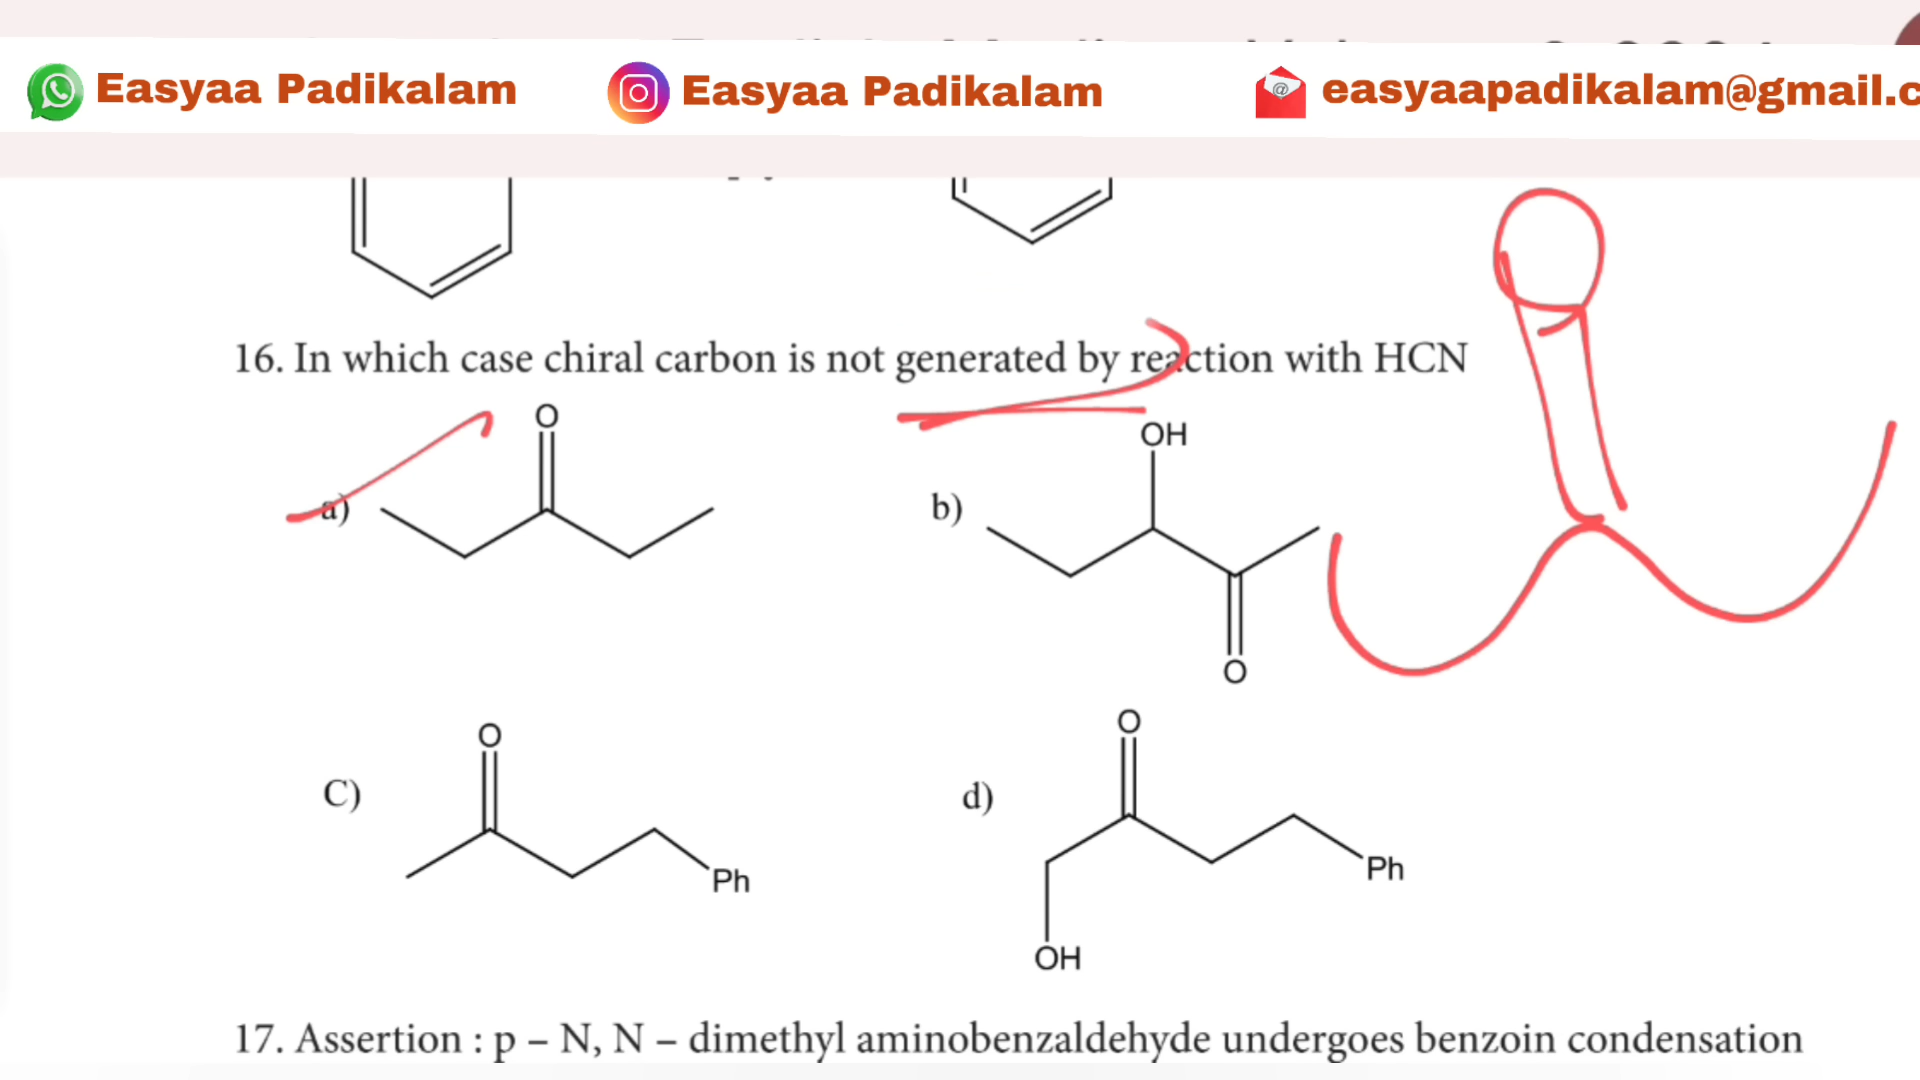 Easyaa Padikalam Easyaa Padikalam @ easyaapadikalam@gmail.c
16. In which case chiral carbon is not generated by reaction with HCN
a) O
b) OH
O
C) O
Ph
d) O
Ph
OH
17. Assertion : p – N, N – dimethyl aminobenzaldehyde undergoes benzoin condensation